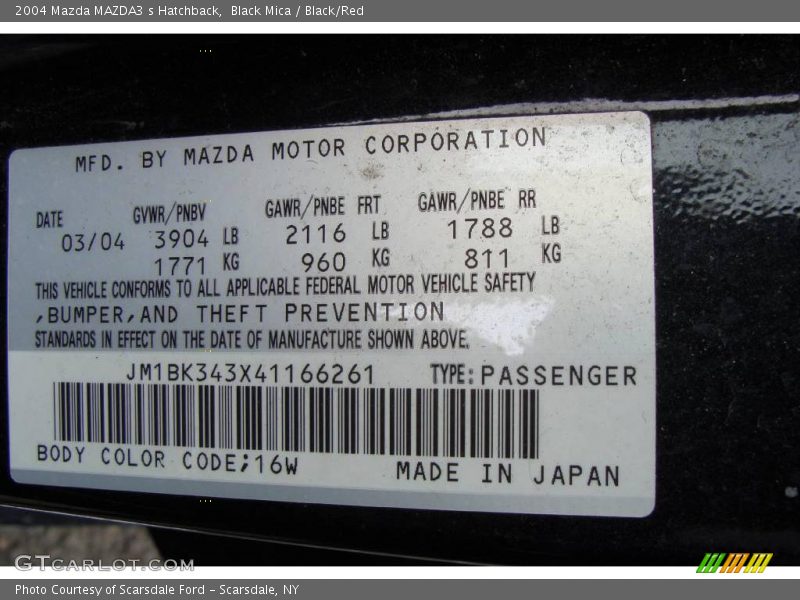 2004 Mazda MAZDA3 s Hatchback,  Black Mica / Black/Red
MFD. BY MAZDA MOTOR CORPORATION
DATE GVWR/PNBV GAWR/PNBE FRT GAWR/PNBE RR
03/04 3904 LB 2116 LB 1788 LB
1771 KG 960 KG 811 KG
THIS VEHICLE CONFORMS TO ALL APPLICABLE FEDERAL MOTOR VEHICLE SAFETY
,BUMPER,AND THEFT PREVENTION
STANDARDS IN EFFECT ON THE DATE OF MANUFACTURE SHOWN ABOVE.
JM1BK343X41166261 TYPE:PASSENGER
BODY COLOR CODE;16W
MADE IN JAPAN
GTCARLOT.COM
Photo Courtesy of Scarsdale Ford - Scarsdale, NY